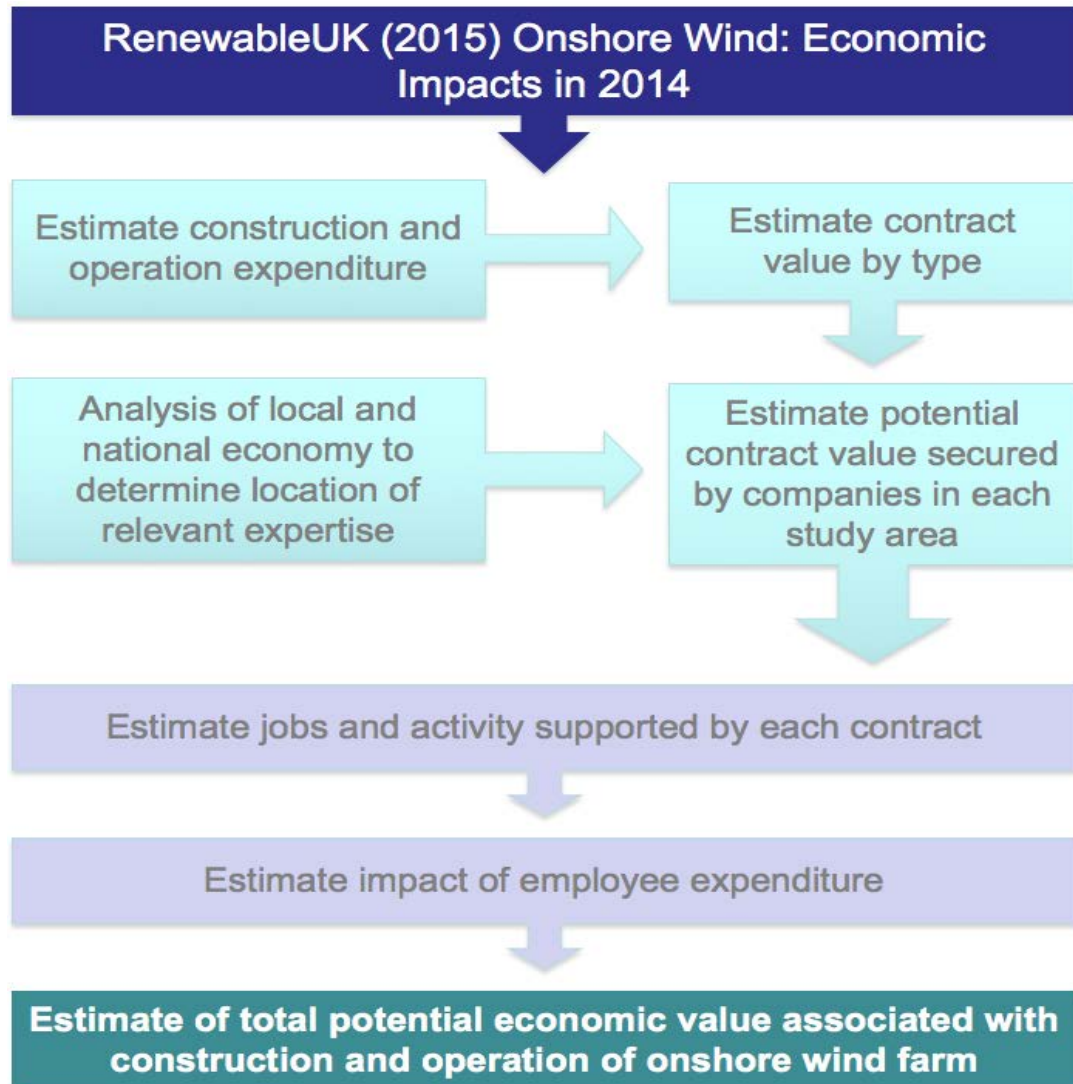 RenewableUK (2015) Onshore Wind: Economic
Impacts in 2014
Estimate construction and
operation expenditure
Estimate contract
value by type
Analysis of local and
national economy to
determine location of
relevant expertise
Estimate potential
contract value secured
by companies in each
study area
Estimate jobs and activity supported by each contract
Estimate impact of employee expenditure
Estimate of total potential economic value associated with
construction and operation of onshore wind farm